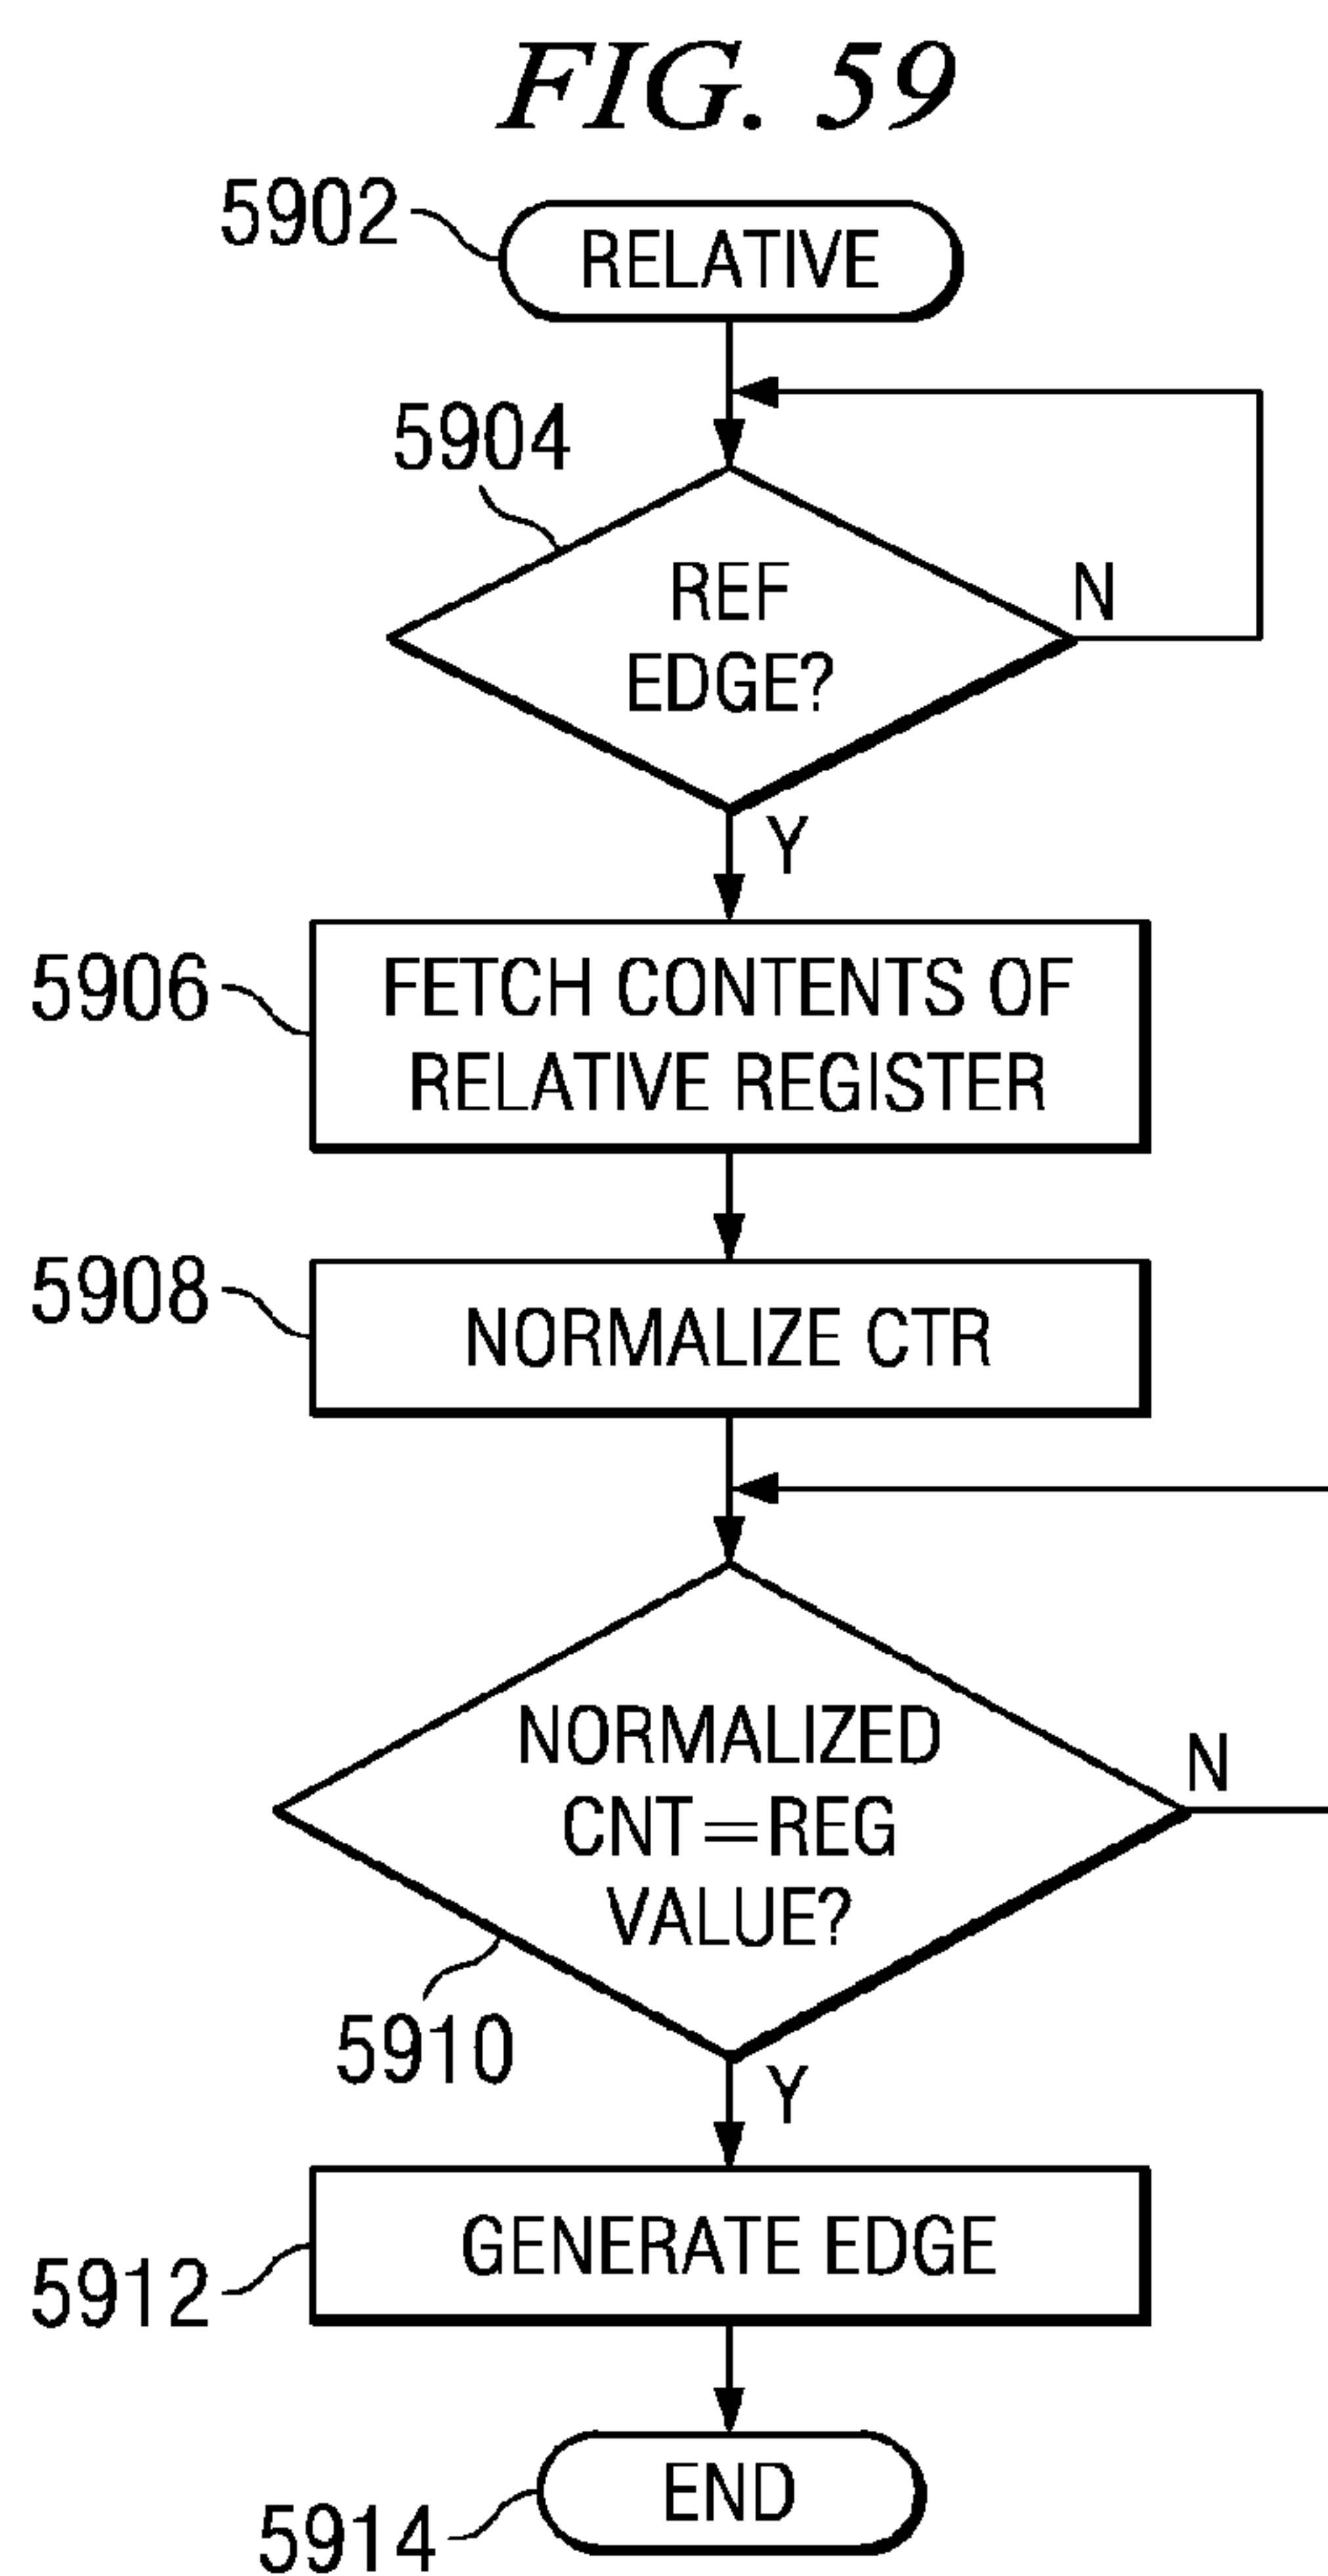 FIG. 59
5902
RELATIVE
5904
REF
EDGE?
N
Y
5906
FETCH CONTENTS OF
RELATIVE REGISTER
5908
NORMALIZE CTR
NORMALIZED
CNT=REG
VALUE?
N
5910
Y
GENERATE EDGE
5912
END
5914